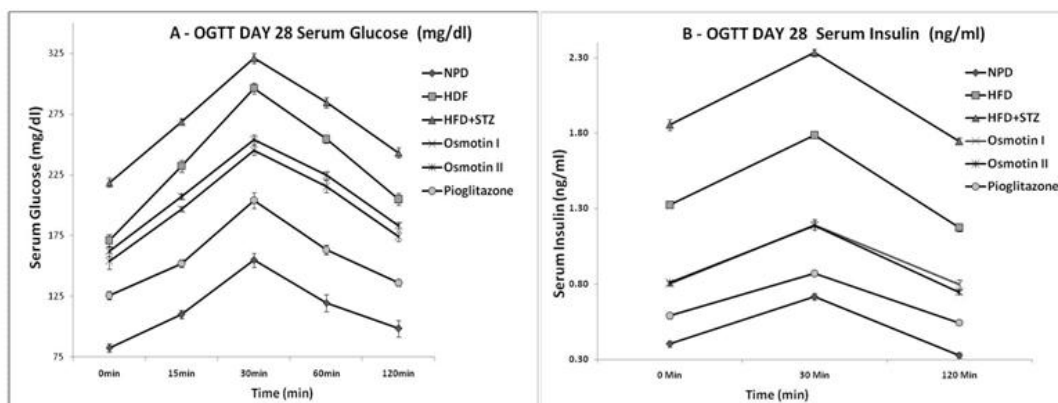 A - OGTT DAY 28 Serum Glucose (mg/dl)
325
275
225
175
125
75
Serum Glucose (mg/dl)
0min 15min 30min 60min 120min
Time (min)
NPD
HDF
HFD+STZ
Osmotin I
Osmotin II
Pioglitazone
B - OGTT DAY 28 Serum Insulin (ng/ml)
2.30
1.80
1.30
0.80
0.30
Serum Insulin (ng/ml)
0 Min 30 Min 120 Min
Time (min)
NPD
HFD
HFD+STZ
Osmotin I
Osmotin II
Pioglitazone